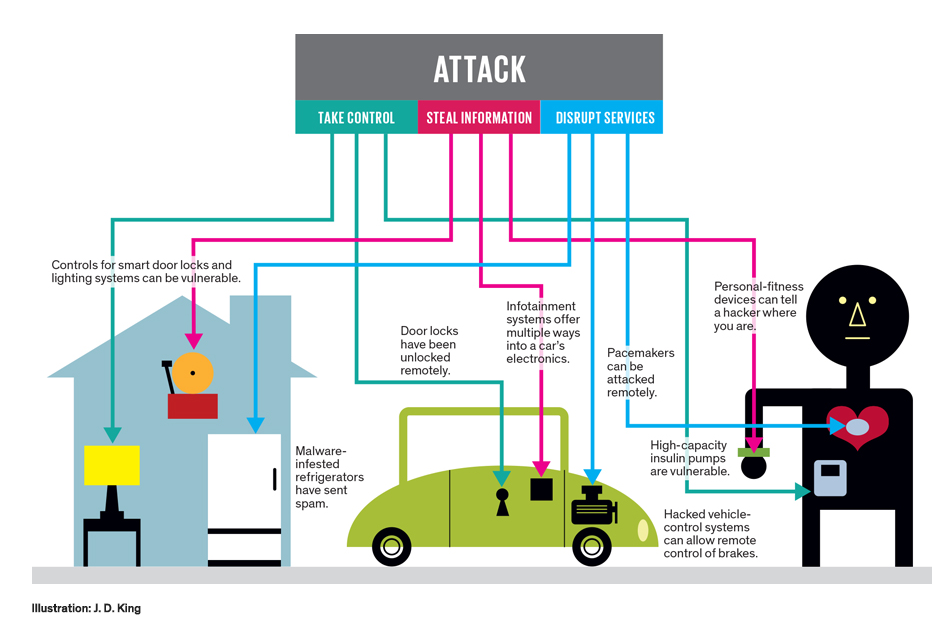 ATTACK
TAKE CONTROL
STEAL INFORMATION
DISRUPT SERVICES
Controls for smart door locks and
lighting systems can be vulnerable.
Door locks
have been
unlocked
remotely.
Infotainment
systems offer
multiple ways
into a car's
electronics.
Personal-fitness
devices can tell
a hacker where
you are.
Pacemakers
can be
attacked
remotely.
Malware-
infested
refrigerators
have sent
spam.
High-capacity
insulin pumps
are vulnerable.
Hacked vehicle-
control systems
can allow remote
control of brakes.
Illustration: J. D. King